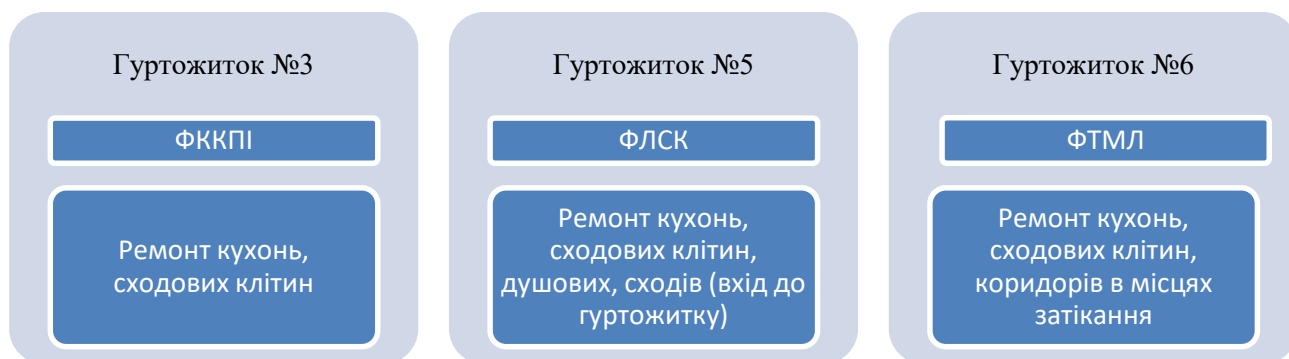 Гуртожиток №3
ФККПІ
Ремонт кухонь,
сходових клітин
Гуртожиток №5
ФЛСК
Ремонт кухонь,
сходових клітин,
душових, сходів (вхід до
гуртожитку)
Гуртожиток №6
ФТМЛ
Ремонт кухонь,
сходових клітин,
коридорів в місцях
затікання